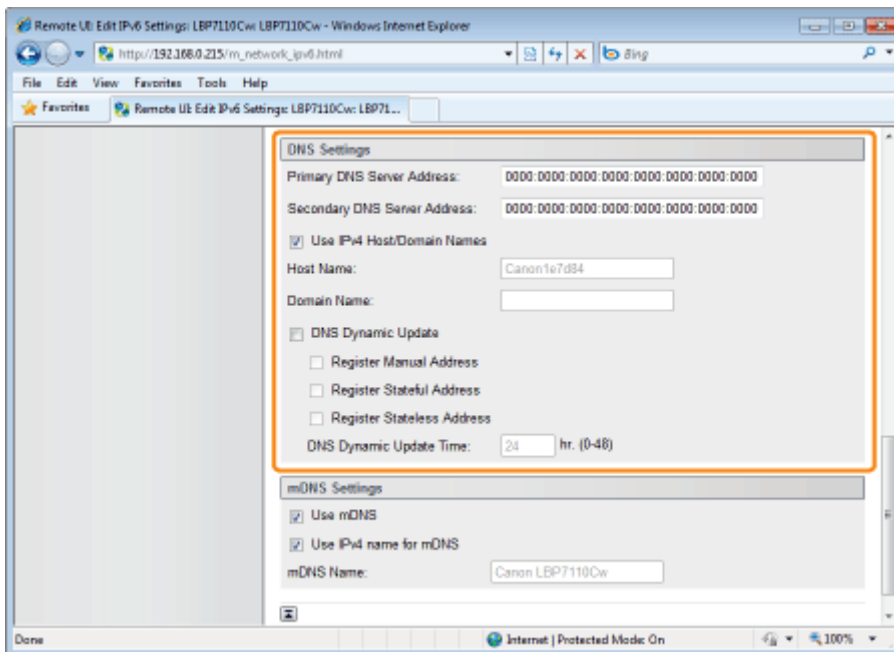 Remote UI: Edit IPv6 Settings: LBP7110Cw: LBP7110Cw - Windows Internet Explorer
http://192.168.0.215/m_network_ipv6.html
Bing
File Edit View Favorites Tools Help
Favorites Remote UI: Edit IPv6 Settings: LBP7110Cw: LBP71...
DNS Settings
Primary DNS Server Address: 0000:0000:0000:0000:0000:0000:0000:0000
Secondary DNS Server Address: 0000:0000:0000:0000:0000:0000:0000:0000
Use IPv4 Host/Domain Names
Host Name: Canon1e7d84
Domain Name:
DNS Dynamic Update
Register Manual Address
Register Stateful Address
Register Stateless Address
DNS Dynamic Update Time: 24 hr. (0-48)
mDNS Settings
Use mDNS
Use IPv4 name for mDNS
mDNS Name: Canon LBP7110Cw
Done Internet | Protected Mode: On 100%